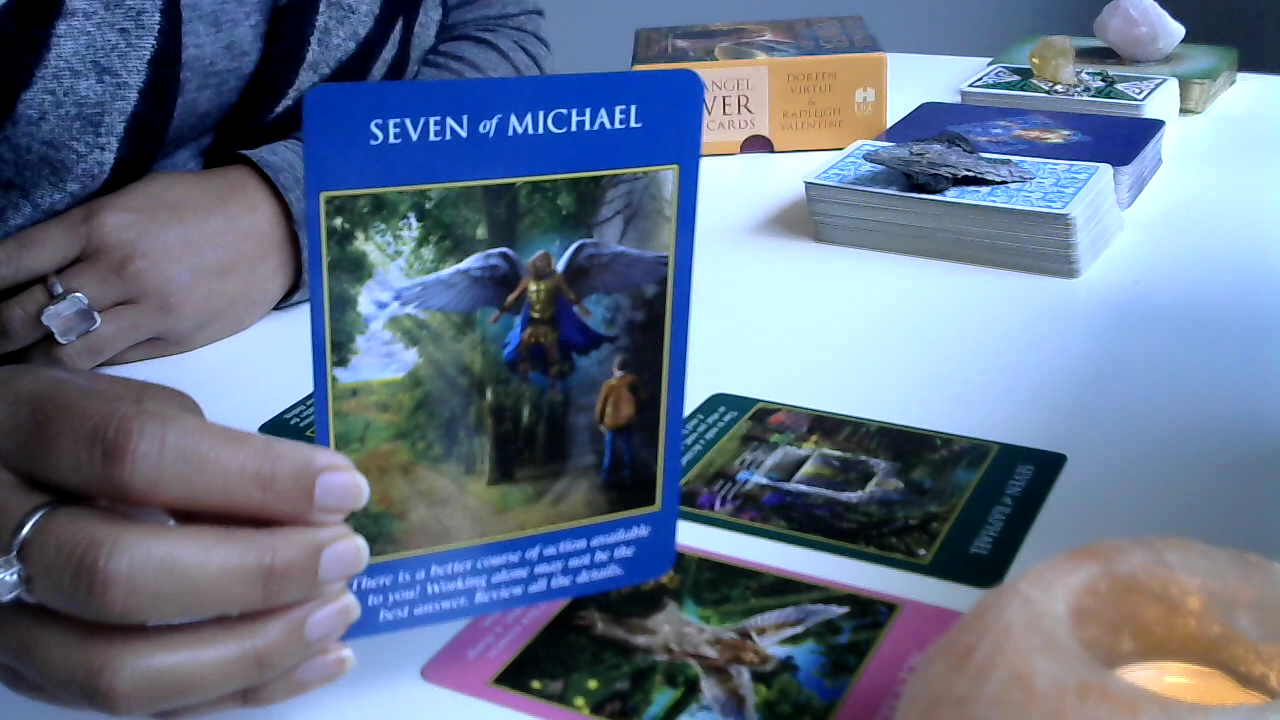 SEVEN of MICHAEL
There is a better course of action available
to you! Working alone may not be the
best answer. Review all the details.
ANGEL
WER
CARDS
DOREEN
VIRTUE
&
RADLEIGH
VALENTINE
SEVEN of RAPHAEL